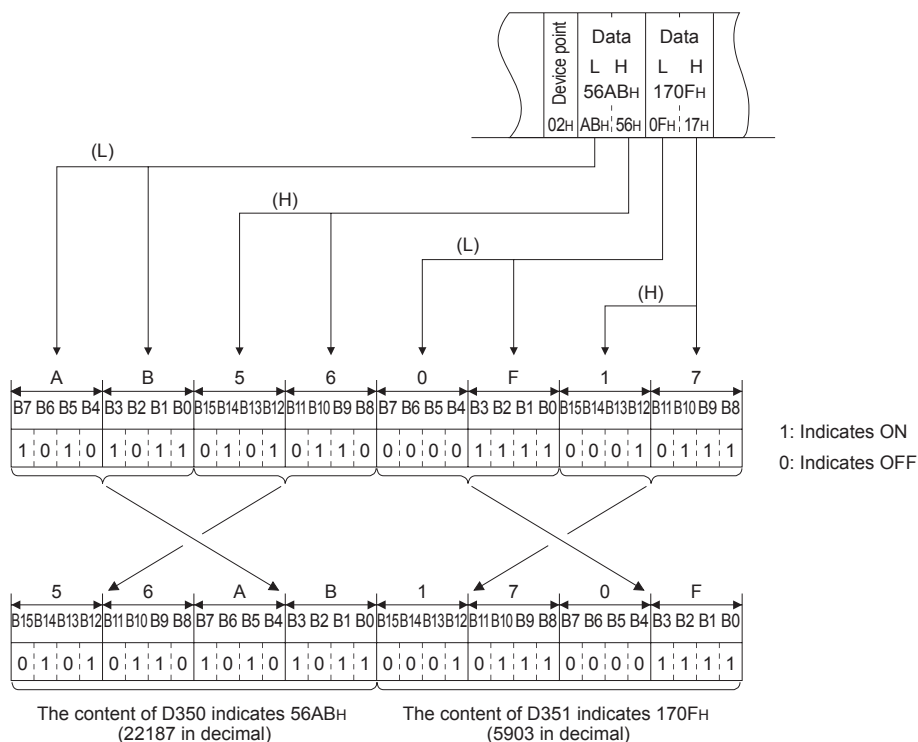 Device point
Data Data
L H L H
56ABH 170FH
02H ABH 56H 0FH 17H
(L)
(H)
(L)
(H)
A B 5 6 0 F 1 7
B7 B6 B5 B4 B3 B2 B1 B0 B15 B14 B13 B12 B11 B10 B9 B8 B7 B6 B5 B4 B3 B2 B1 B0 B15 B14 B13 B12 B11 B10 B9 B8
1 0 1 0 1 0 1 1 0 1 0 1 0 1 1 0 0 0 0 0 1 1 1 1 0 0 0 1 0 1 1 1
1: Indicates ON
0: Indicates OFF
5 6 A B 1 7 0 F
B15 B14 B13 B12 B11 B10 B9 B8 B7 B6 B5 B4 B3 B2 B1 B0 B15 B14 B13 B12 B11 B10 B9 B8 B7 B6 B5 B4 B3 B2 B1 B0
0 1 0 1 0 1 1 0 1 0 1 0 1 0 1 1 0 0 0 1 0 1 1 1 0 0 0 0 1 1 1 1
The content of D350 indicates 56ABH The content of D351 indicates 170FH
(22187 in decimal) (5903 in decimal)